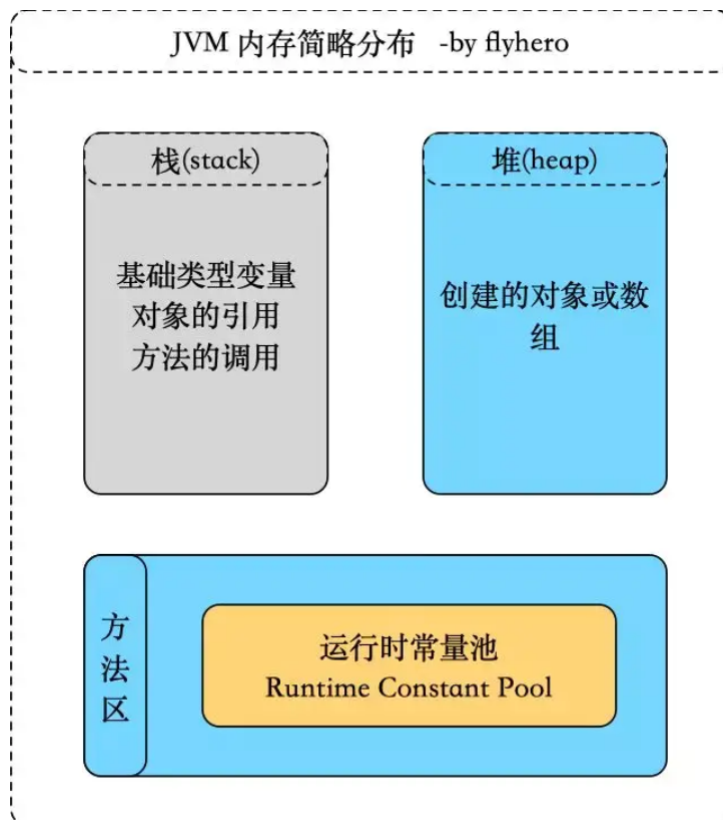 JVM 内存简略分布 -by flyhero
栈(stack)
基础类型变量
对象的引用
方法的调用
堆(heap)
创建的对象或数
组
方
法
区
运行时常量池
Runtime Constant Pool